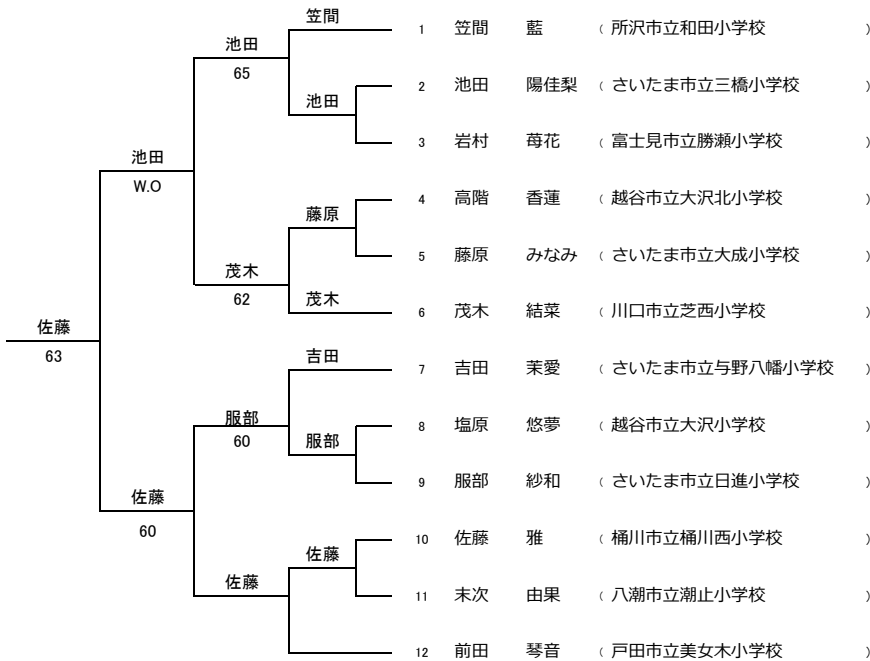 笠間
1 笠間 藍 ( 所沢市立和田小学校 )
池田
65
2 池田 陽佳梨 ( さいたま市立三橋小学校 )
池田
3 岩村 苺花 ( 富士見市立勝瀬小学校 )
池田
W.O
4 高階 香蓮 ( 越谷市立大沢北小学校 )
藤原
5 藤原 みなみ ( さいたま市立大成小学校 )
茂木
62
茂木
6 茂木 結菜 ( 川口市立芝西小学校 )
佐藤
63
吉田
7 吉田 茉愛 ( さいたま市立与野八幡小学校 )
服部
60
8 塩原 悠夢 ( 越谷市立大沢小学校 )
服部
9 服部 紗和 ( さいたま市立日進小学校 )
佐藤
60
10 佐藤 雅 ( 桶川市立桶川西小学校 )
佐藤
佐藤
11 末次 由果 ( 八潮市立潮止小学校 )
12 前田 琴音 ( 戸田市立美女木小学校 )